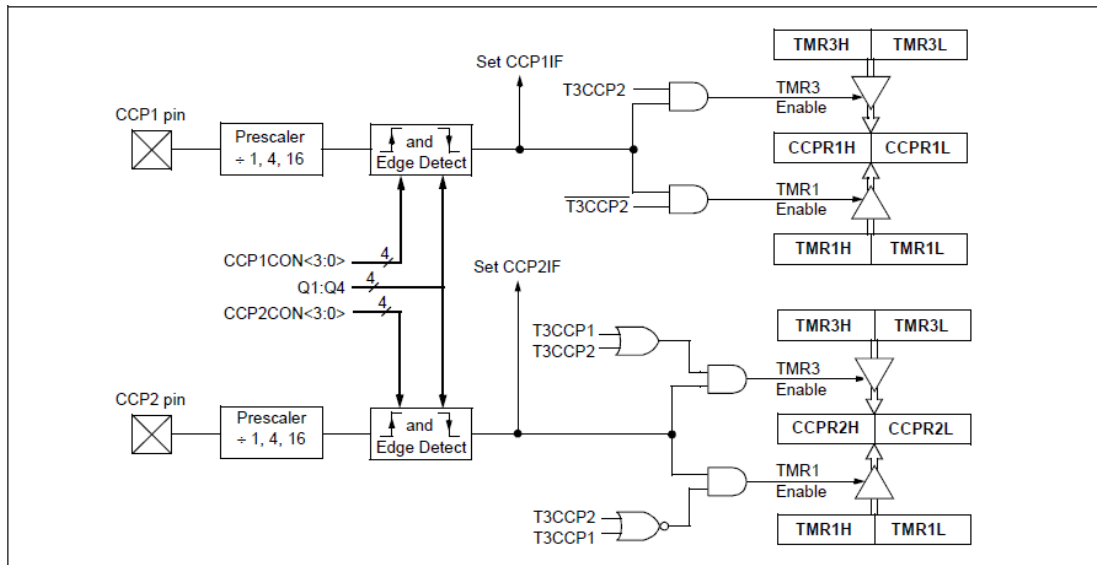 TMR3H TMR3L
Set CCP1IF
T3CCP2
TMR3
Enable
CCP1 pin
Prescaler
÷ 1, 4, 16
and
Edge Detect
CCPR1H CCPR1L
T3CCP2
TMR1
Enable
TMR1H TMR1L
CCP1CON<3:0> 4
Q1:Q4 4
CCP2CON<3:0> 4
Set CCP2IF
TMR3H TMR3L
T3CCP1
T3CCP2
TMR3
Enable
CCP2 pin
Prescaler
÷ 1, 4, 16
and
Edge Detect
CCPR2H CCPR2L
TMR1
Enable
T3CCP2
T3CCP1
TMR1H TMR1L